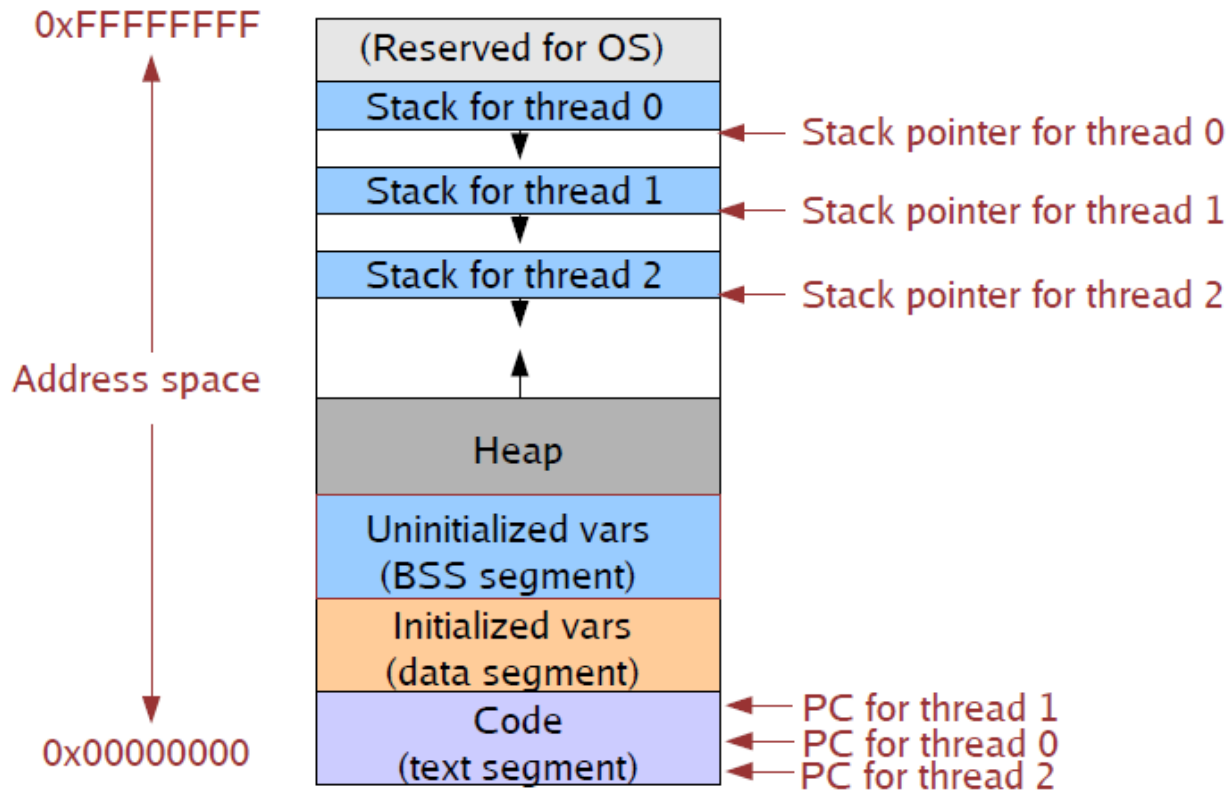 0xFFFFFFFF
(Reserved for OS)
Stack for thread 0
Stack pointer for thread 0
Stack for thread 1
Stack pointer for thread 1
Stack for thread 2
Stack pointer for thread 2
Address space
Heap
Uninitialized vars
(BSS segment)
Initialized vars
(data segment)
Code
(text segment)
PC for thread 1
PC for thread 0
PC for thread 2
0x00000000